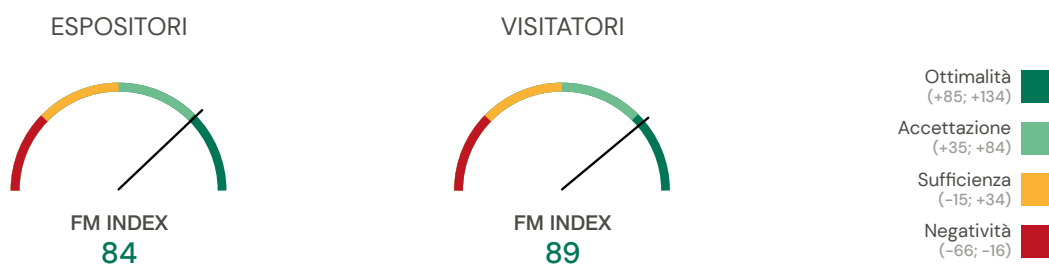 ESPOSITORI
FM INDEX
84
VISITATORI
FM INDEX
89
Ottimalità
(+85; +134)
Accettazione
(+35; +84)
Sufficienza
(-15; +34)
Negatività
(-66; -16)